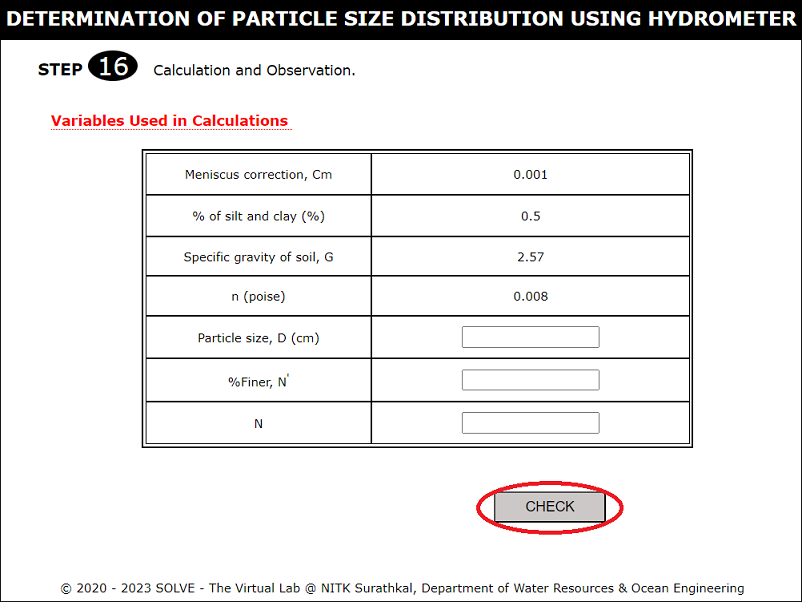 DETERMINATION OF PARTICLE SIZE DISTRIBUTION USING HYDROMETER
STEP 16 Calculation and Observation.
Variables Used in Calculations
Meniscus correction, Cm 0.001
% of silt and clay (%) 0.5
Specific gravity of soil, G 2.57
n (poise) 0.008
Particle size, D (cm)
%Finer, N'
N
CHECK
© 2020 - 2023 SOLVE - The Virtual Lab @ NITK Surathkal, Department of Water Resources & Ocean Engineering